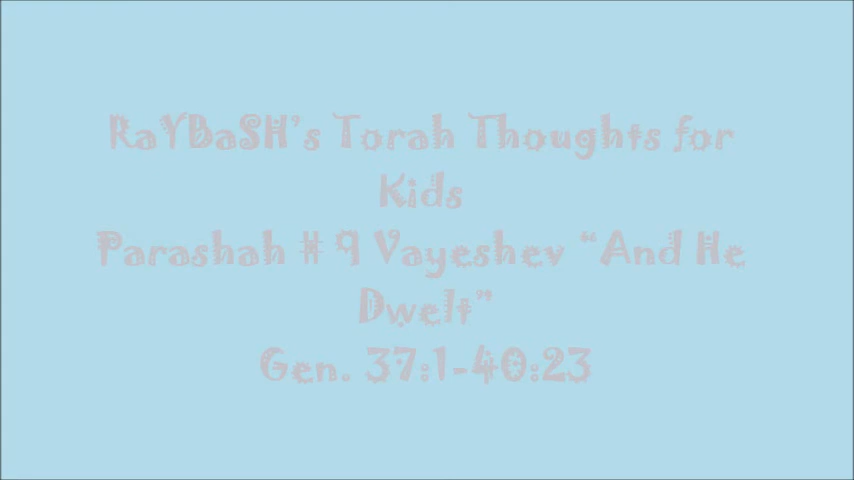 RaYBaSH's Torah Thoughts for
Kids
Parashah # 9 Vayeshev “And He
Dwelt”
Gen. 37:1-40:23